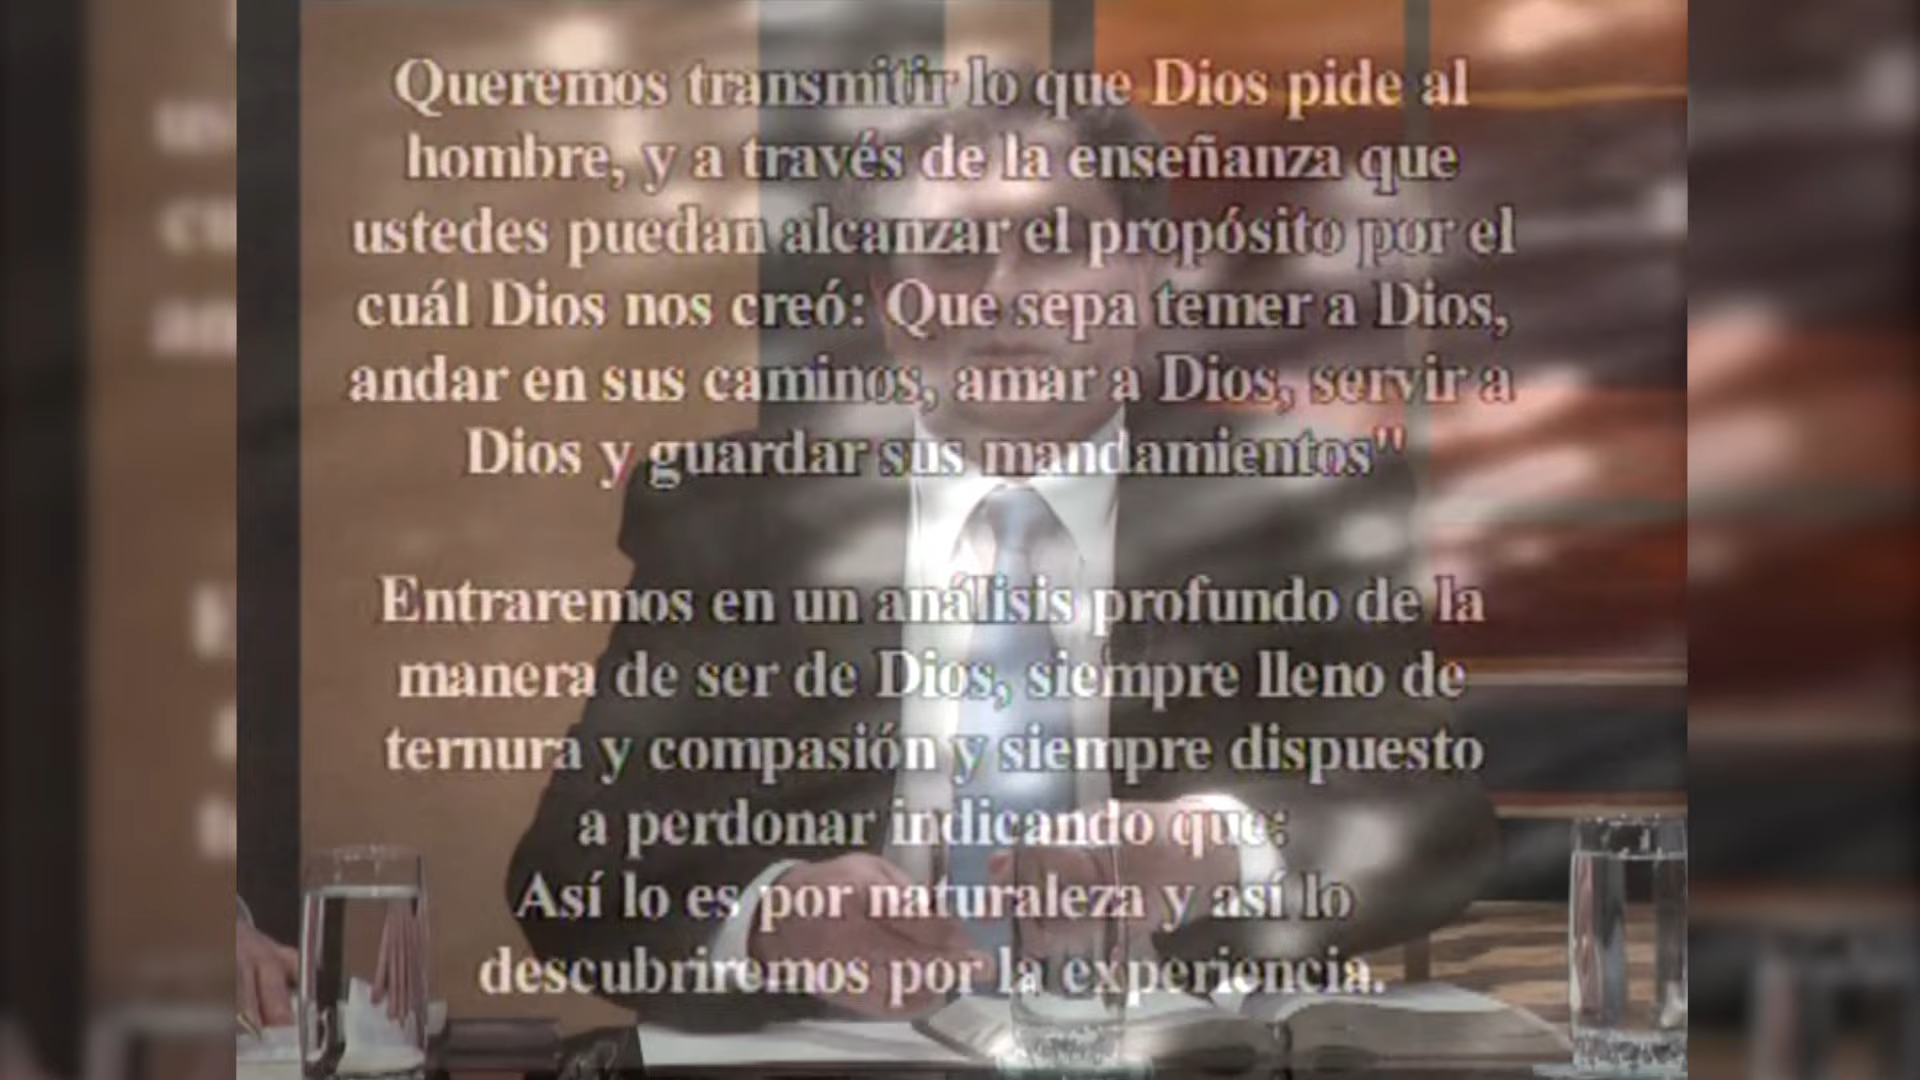 Queremos transmitir lo que Dios pide al
hombre, y a través de la enseñanza que
ustedes puedan alcanzar el propósito por el
cuál Dios nos creó: Que sepa temer a Dios,
andar en sus caminos, amar a Dios, servir a
Dios y guardar sus mandamientos"
Entraremos en un análisis profundo de la
manera de ser de Dios, siempre lleno de
ternura y compasión y siempre dispuesto
a perdonar indicando que:
Así lo es por naturaleza y así lo
descubriremos por la experiencia.